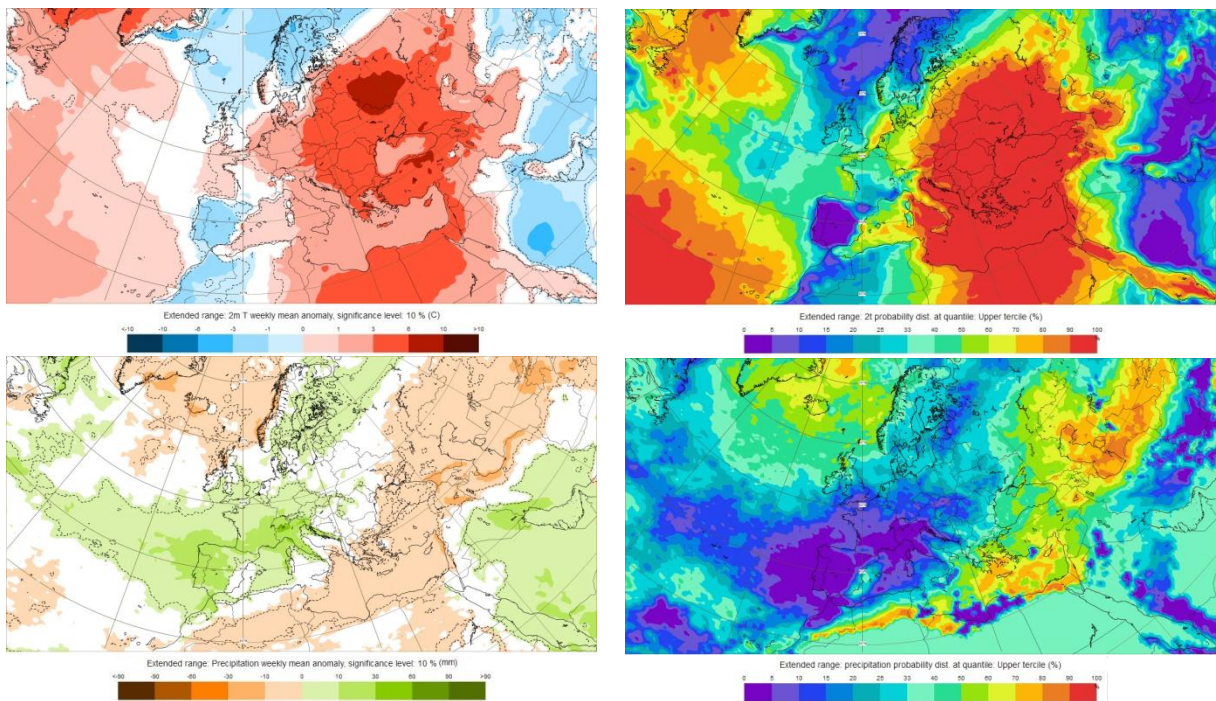 Extended range: 2m T weekly mean anomaly, significance level: 10 % (C)
<-10 -10 -6 -3 -1 0 1 3 6 10 >10
Extended range: 2t probability dist. at quantile: Upper tercile (%)
0 5 10 15 20 33 40 50 60 70 80 90 100
%
Extended range: Precipitation weekly mean anomaly, significance level: 10 % (mm)
<-90 -90 -60 -30 -10 0 10 30 60 90 >90
Extended range: precipitation probability dist. at quantile: Upper tercile (%)
0 5 10 15 20 33 40 50 60 70 80 90 100
%